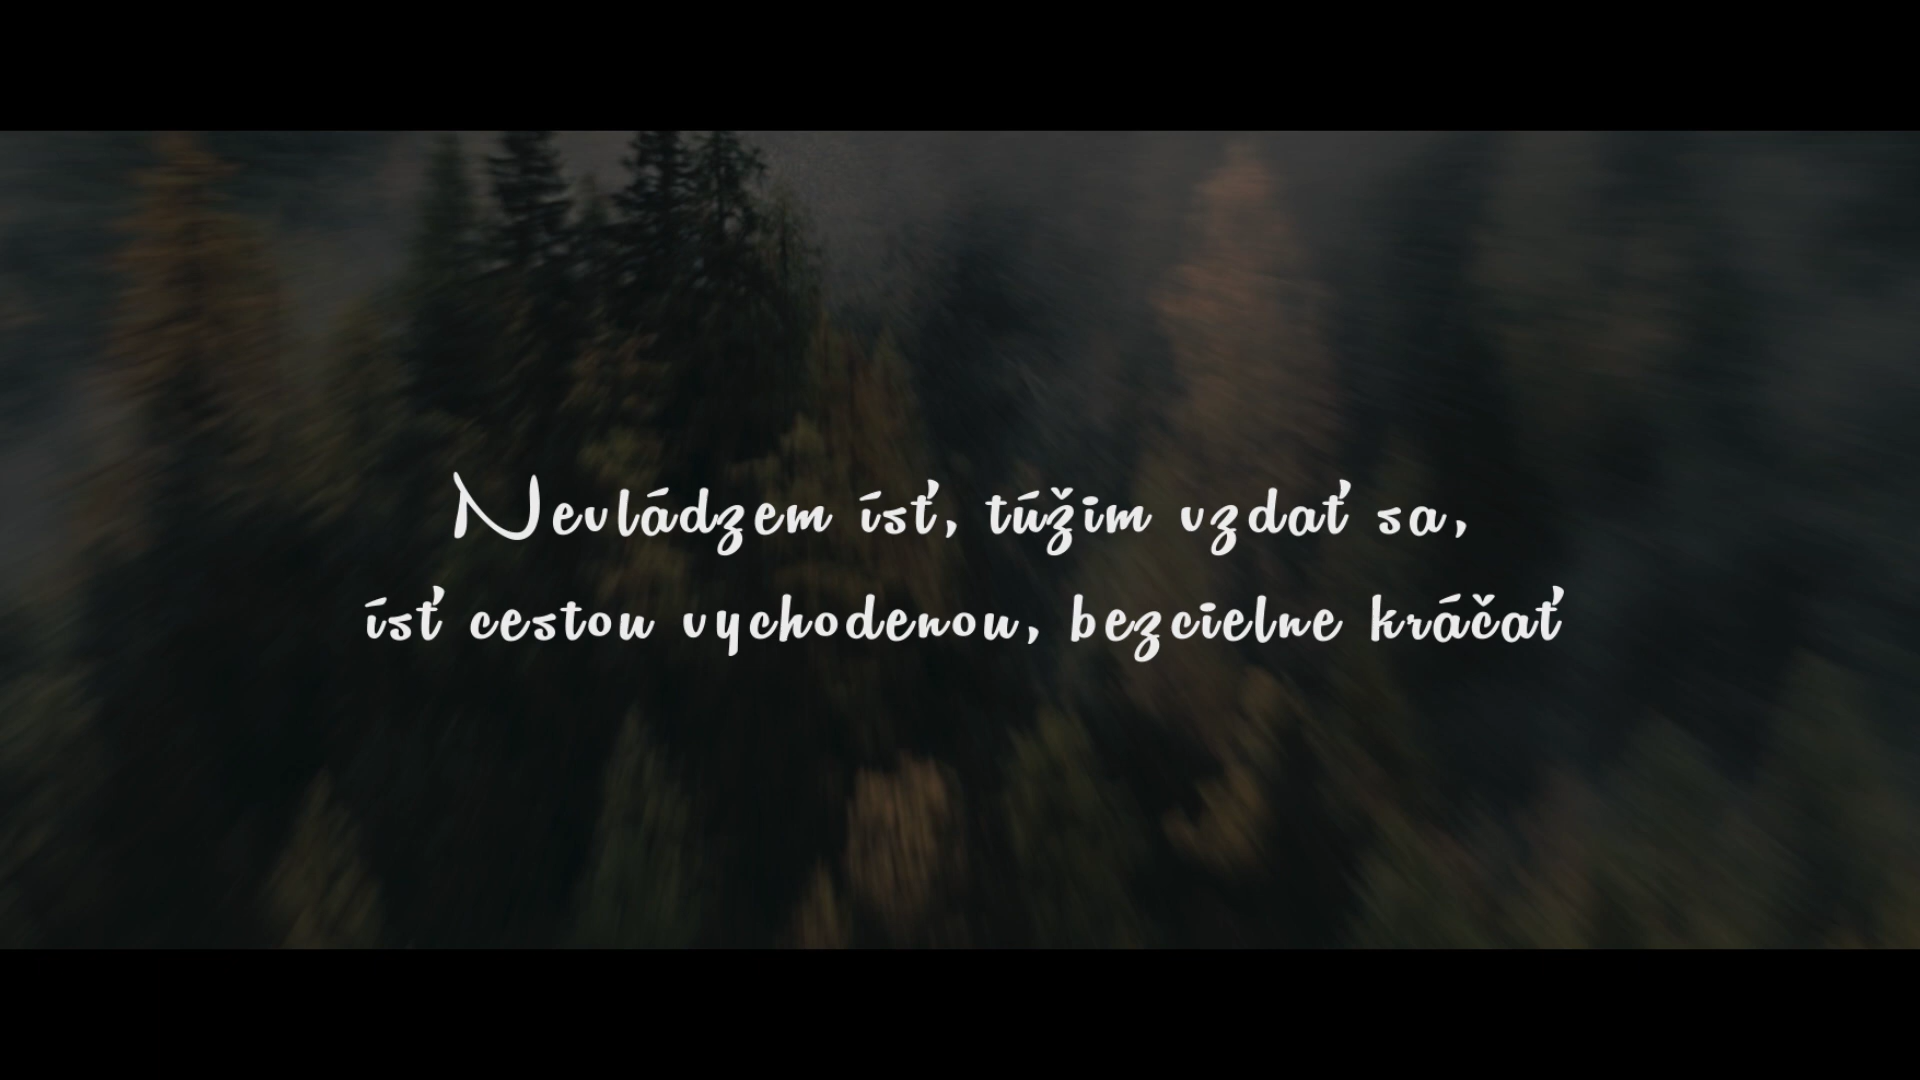 Nevládzem ísť, túžim vzdať sa,
ísť cestou vychodenou, bezcielne kráčať